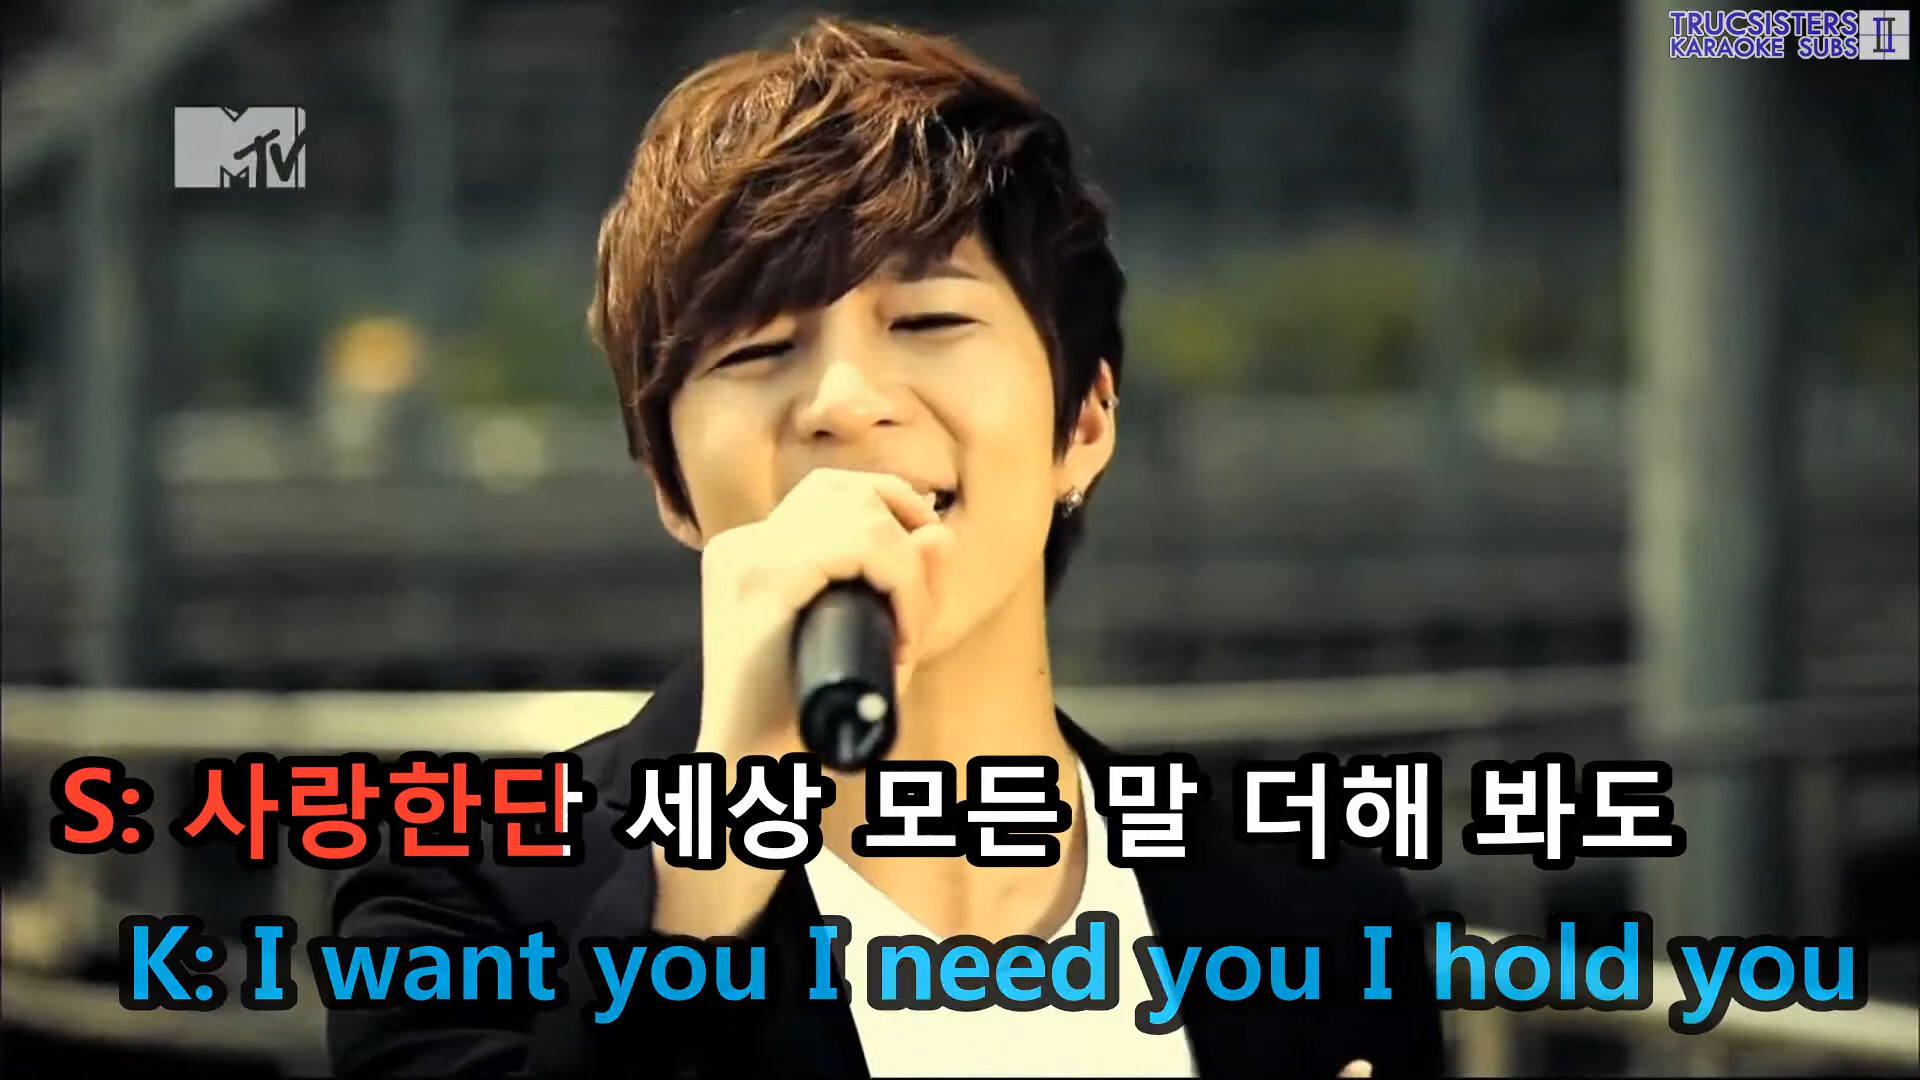 TRUCSISTERS II
KARAOKE SUBS
MTV
S: 사랑한단 세상 모든 말 더해 봐도
K: I want you I need you I hold you